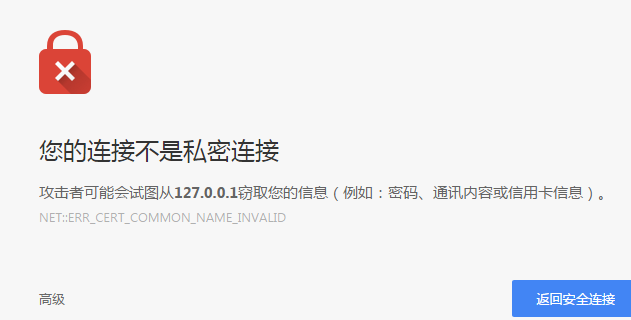 您的连接不是私密连接
攻击者可能会试图从127.0.0.1窃取您的信息（例如：密码、通讯内容或信用卡信息）。
NET::ERR_CERT_COMMON_NAME_INVALID
高级
返回安全连接